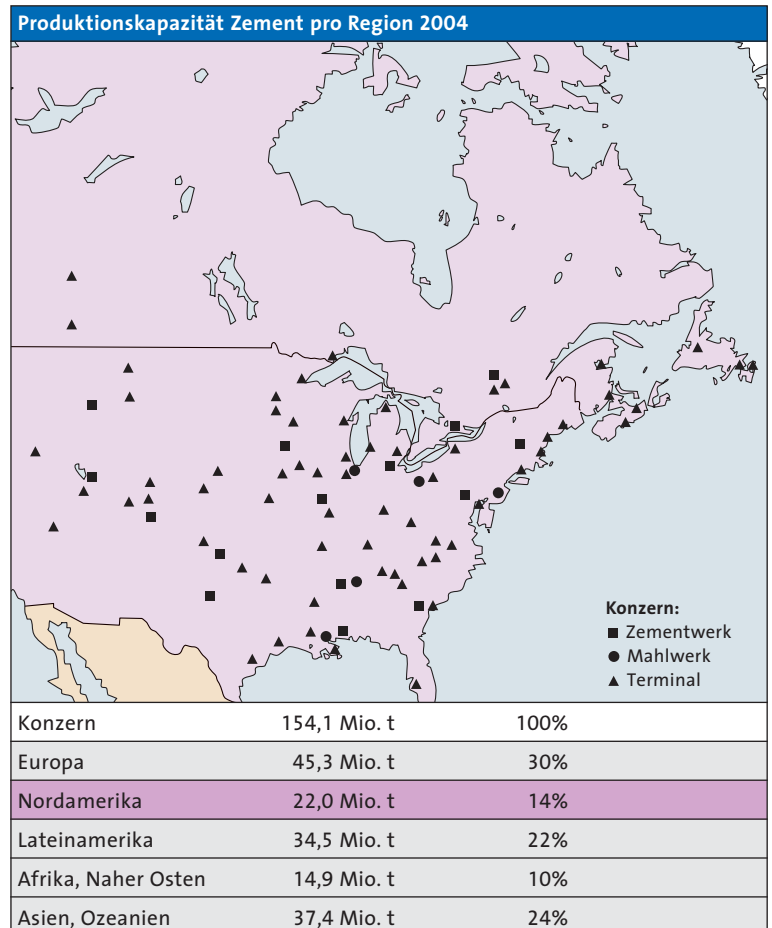 Produktionskapazität Zement pro Region 2004
Konzern:
Zementwerk
Mahlwerk
Terminal
Konzern 154,1 Mio. t 100%
Europa 45,3 Mio. t 30%
Nordamerika 22,0 Mio. t 14%
Lateinamerika 34,5 Mio. t 22%
Afrika, Naher Osten 14,9 Mio. t 10%
Asien, Ozeanien 37,4 Mio. t 24%